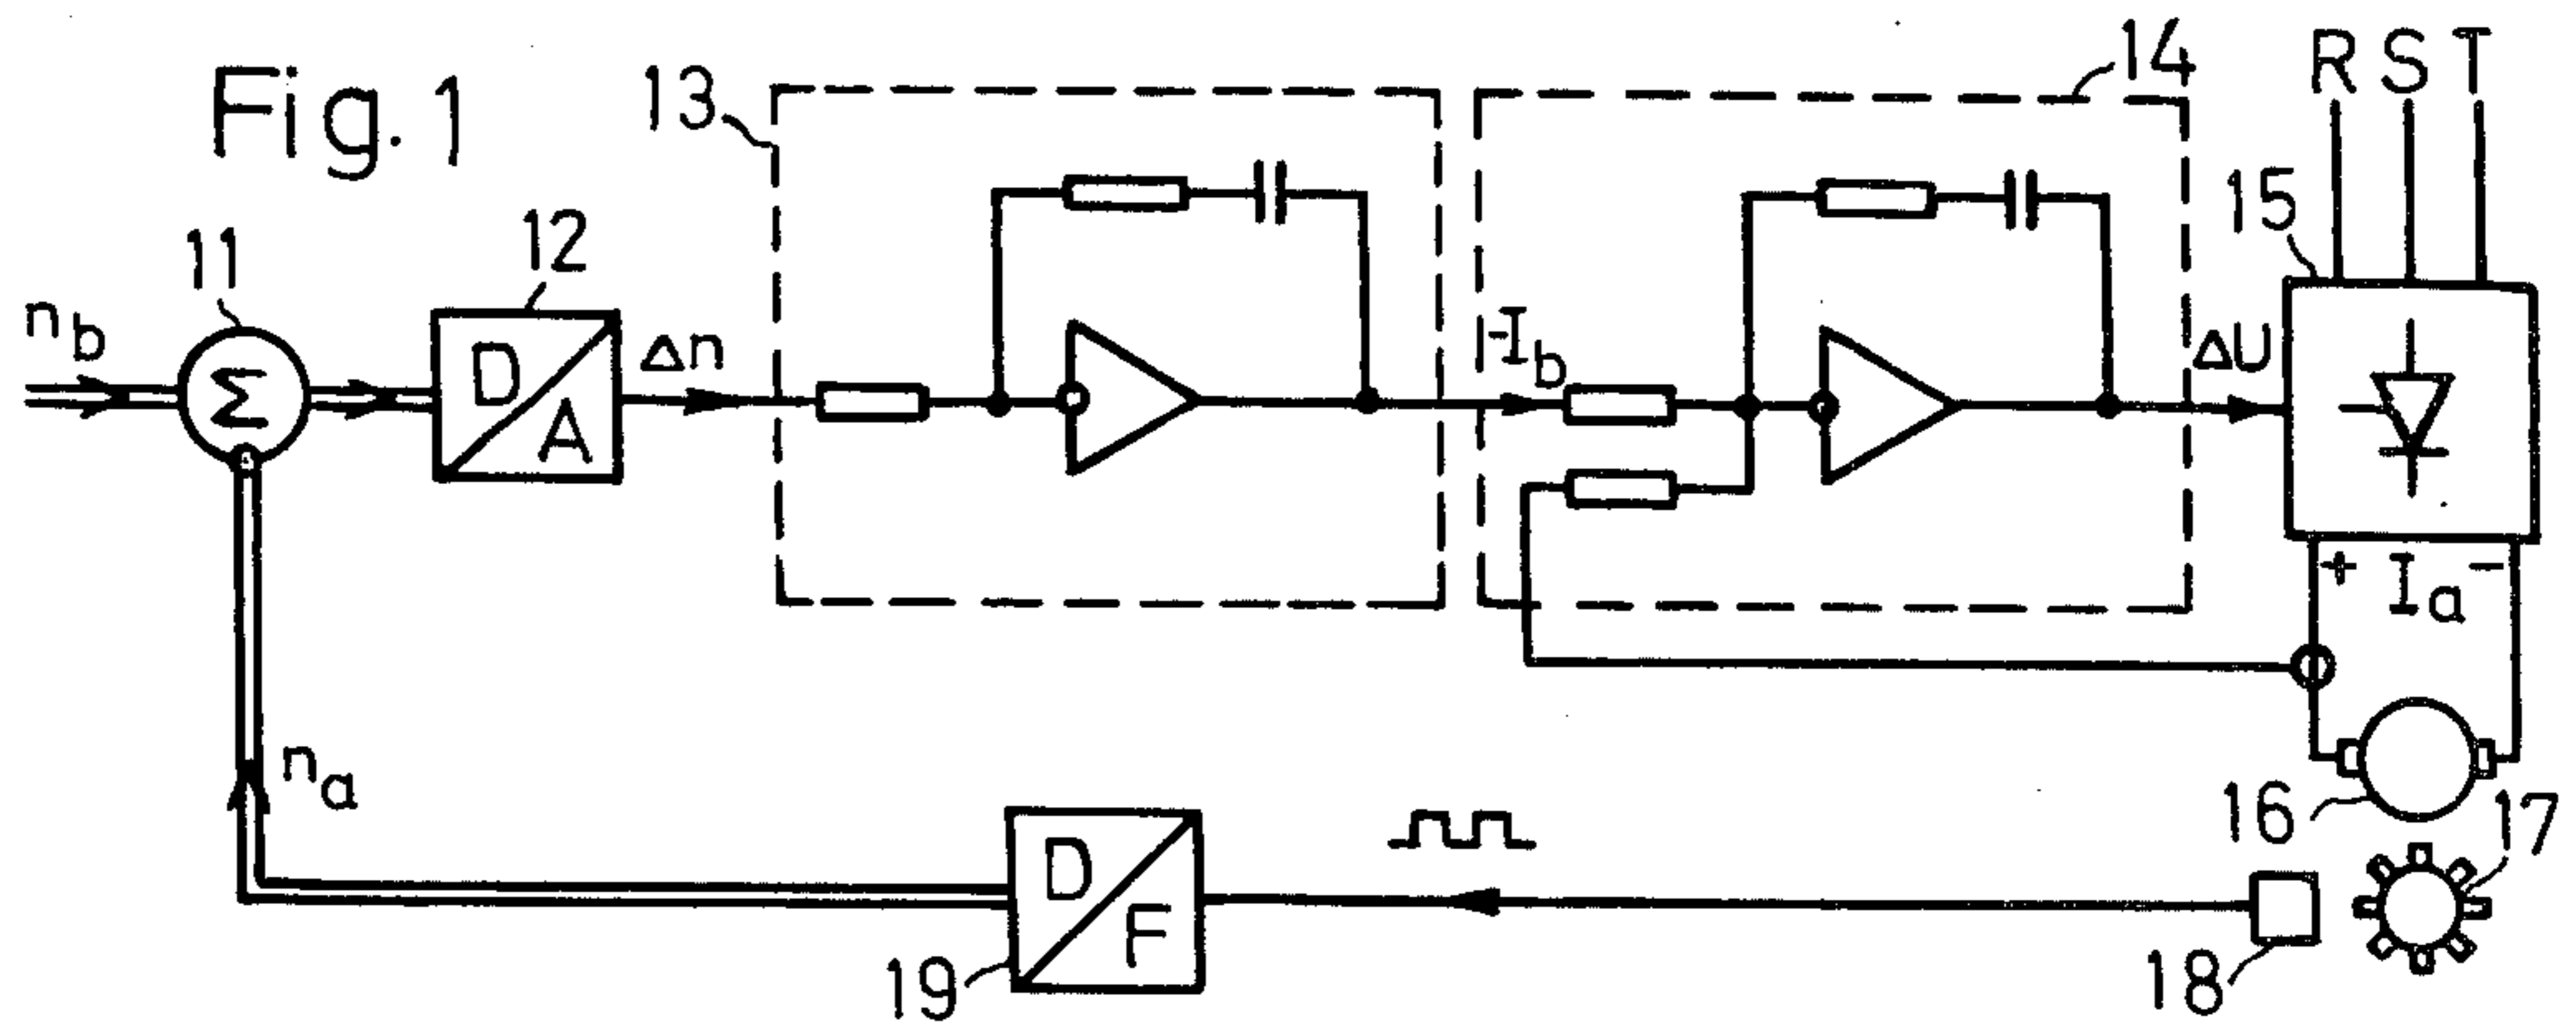 Fig. 1
13
14
R S T
15
12
11
n_b
Σ
D
A
Δn
-I_b
ΔU
+ I_a -
n_a
16
17
D
F
19
18